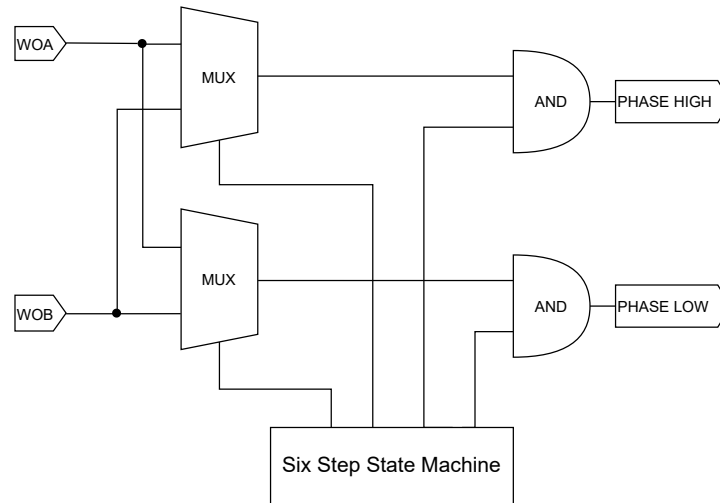 WOA
MUX
AND
PHASE HIGH
MUX
WOB
AND
PHASE LOW
Six Step State Machine